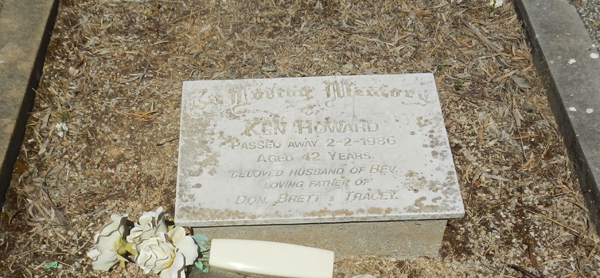 In Loving Memory
OF
KEN HOWARD
PASSED AWAY 2-2-1986
AGED 42 YEARS
BELOVED HUSBAND OF BEV.
LOVING FATHER OF
DON, BRETT & TRACEY.